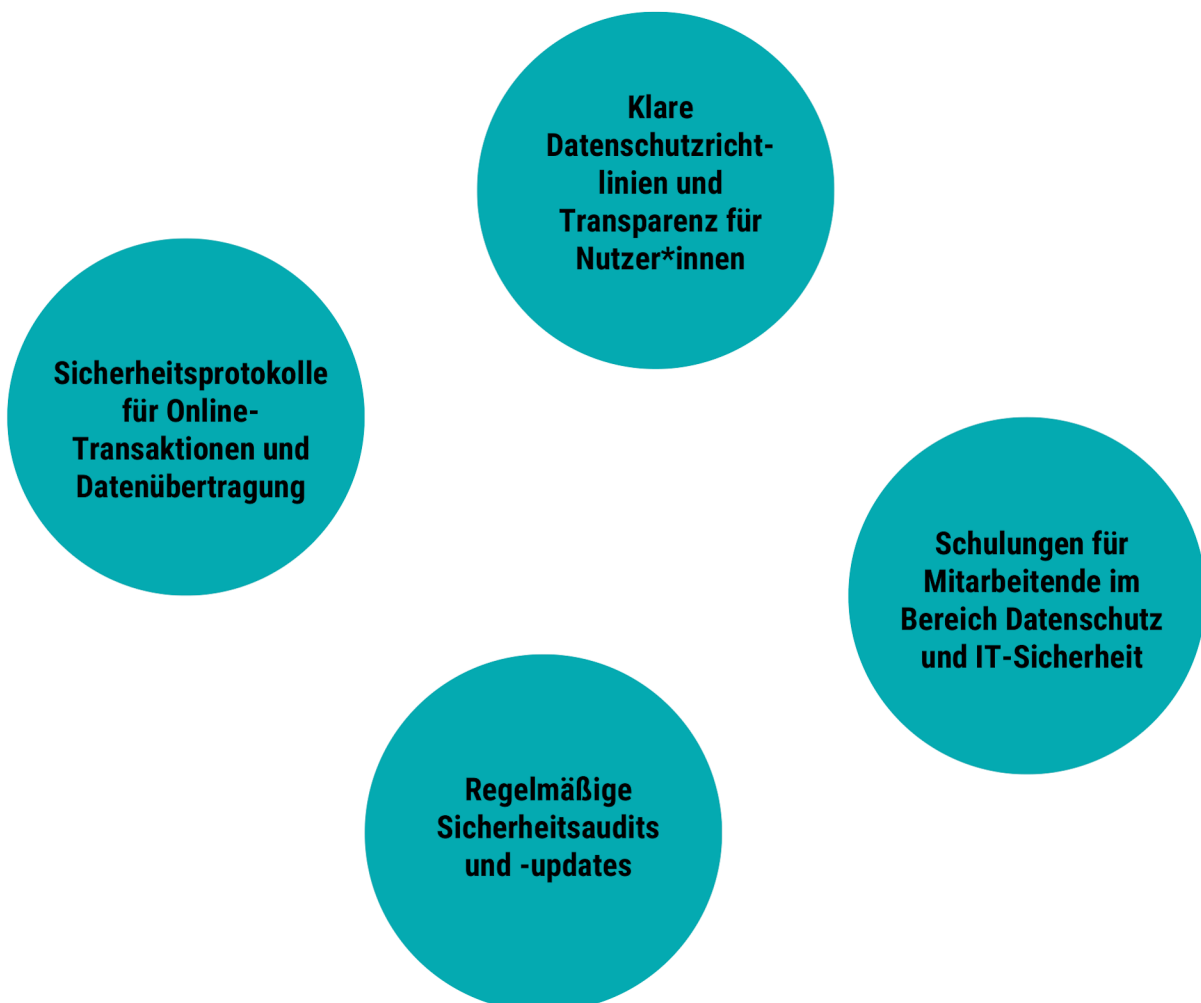 Klare
Datenschutzricht-
linien und
Transparenz für
Nutzer*innen
Sicherheitsprotokolle
für Online-
Transaktionen und
Datenübertragung
Schulungen für
Mitarbeitende im
Bereich Datenschutz
und IT-Sicherheit
Regelmäßige
Sicherheitsaudits
und -updates